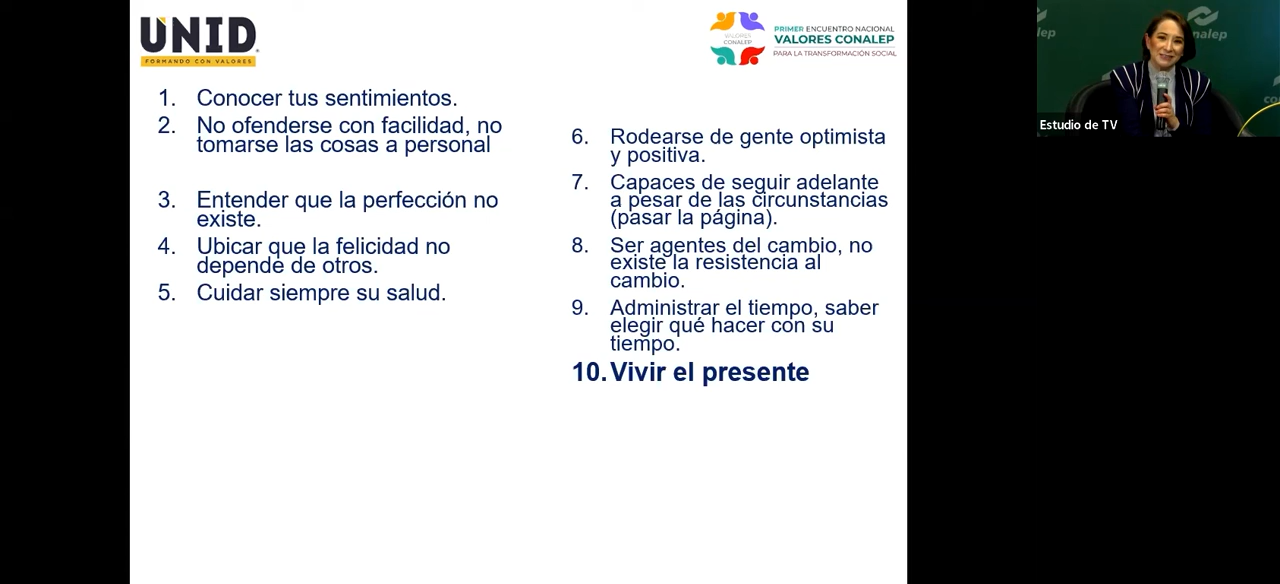 UNID
FORMANDO CON VALORES
VALORES
CONALEP
PRIMER ENCUENTRO NACIONAL
VALORES CONALEP
PARA LA TRANSFORMACIÓN SOCIAL
1. Conocer tus sentimientos.
2. No ofenderse con facilidad, no
tomarse las cosas a personal
3. Entender que la perfección no
existe.
4. Ubicar que la felicidad no
depende de otros.
5. Cuidar siempre su salud.
6. Rodearse de gente optimista
y positiva.
7. Capaces de seguir adelante
a pesar de las circunstancias
(pasar la página).
8. Ser agentes del cambio, no
existe la resistencia al
cambio.
9. Administrar el tiempo, saber
elegir qué hacer con su
tiempo.
10. Vivir el presente
alep
nalep
Estudio de TV